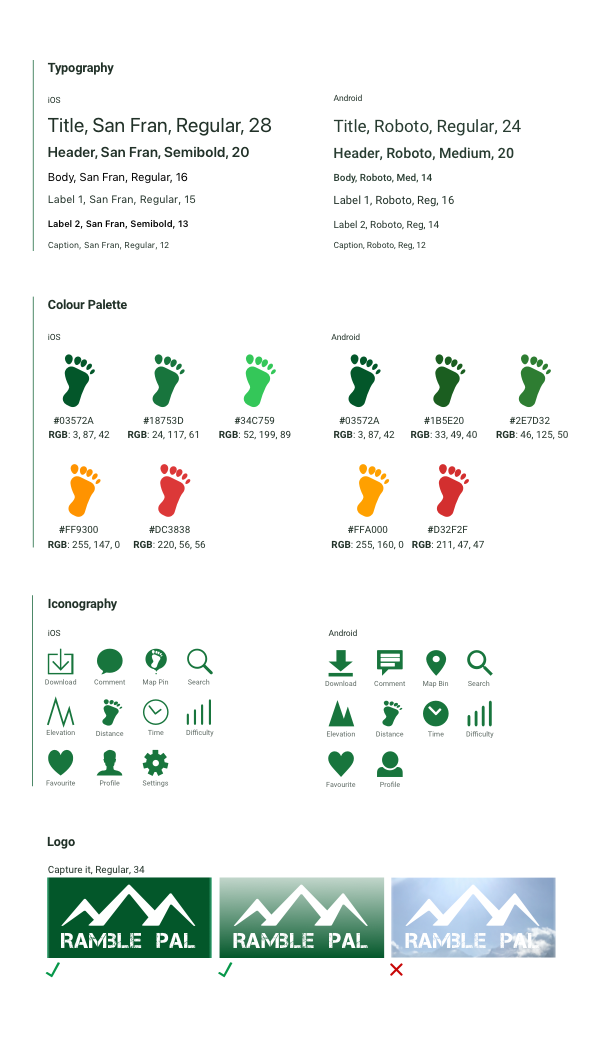 Typography
iOS
Title, San Fran, Regular, 28
Header, San Fran, Semibold, 20
Body, San Fran, Regular, 16
Label 1, San Fran, Regular, 15
Label 2, San Fran, Semibold, 13
Caption, San Fran, Regular, 12
Android
Title, Roboto, Regular, 24
Header, Roboto, Medium, 20
Body, Roboto, Med, 14
Label 1, Roboto, Reg, 16
Label 2, Roboto, Reg, 14
Caption, Roboto, Reg, 12
Colour Palette
iOS
#03572A #18753D #34C759
RGB: 3, 87, 42 RGB: 24, 117, 61 RGB: 52, 199, 89
#FF9300 #DC3838
RGB: 255, 147, 0 RGB: 220, 56, 56
Android
#03572A #1B5E20 #2E7D32
RGB: 3, 87, 42 RGB: 33, 49, 40 RGB: 46, 125, 50
#FFA000 #D32F2F
RGB: 255, 160, 0 RGB: 211, 47, 47
Iconography
iOS
Download Comment Map Pin Search
Elevation Distance Time Difficulty
Favourite Profile Settings
Android
Download Comment Map Bin Search
Elevation Distance Time Difficulty
Favourite Profile
Logo
Capture it, Regular, 34
RAMBLE PAL
RAMBLE PAL
RAMBLE PAL